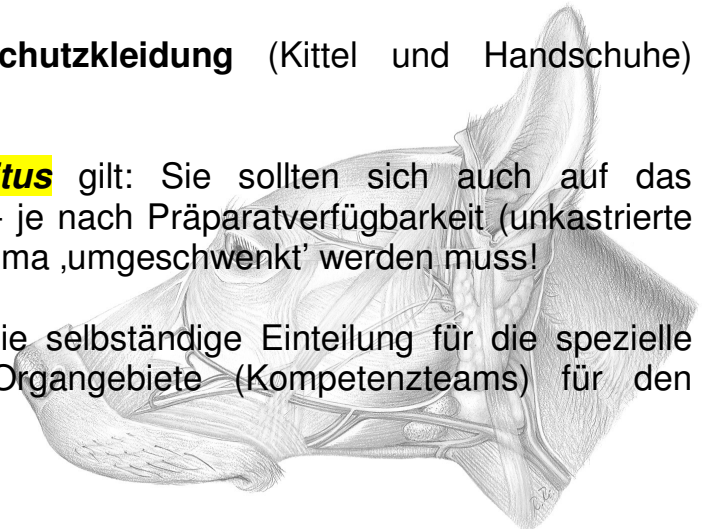 chutzkleidung (Kittel und Handschuhe)
itus gilt: Sie sollten sich auch auf das
- je nach Präparatverfügbarkeit (unkastrierte
ma ‚umgeschwenkt’ werden muss!
ie selbständige Einteilung für die spezielle
Organgebiete (Kompetenzteams) für den